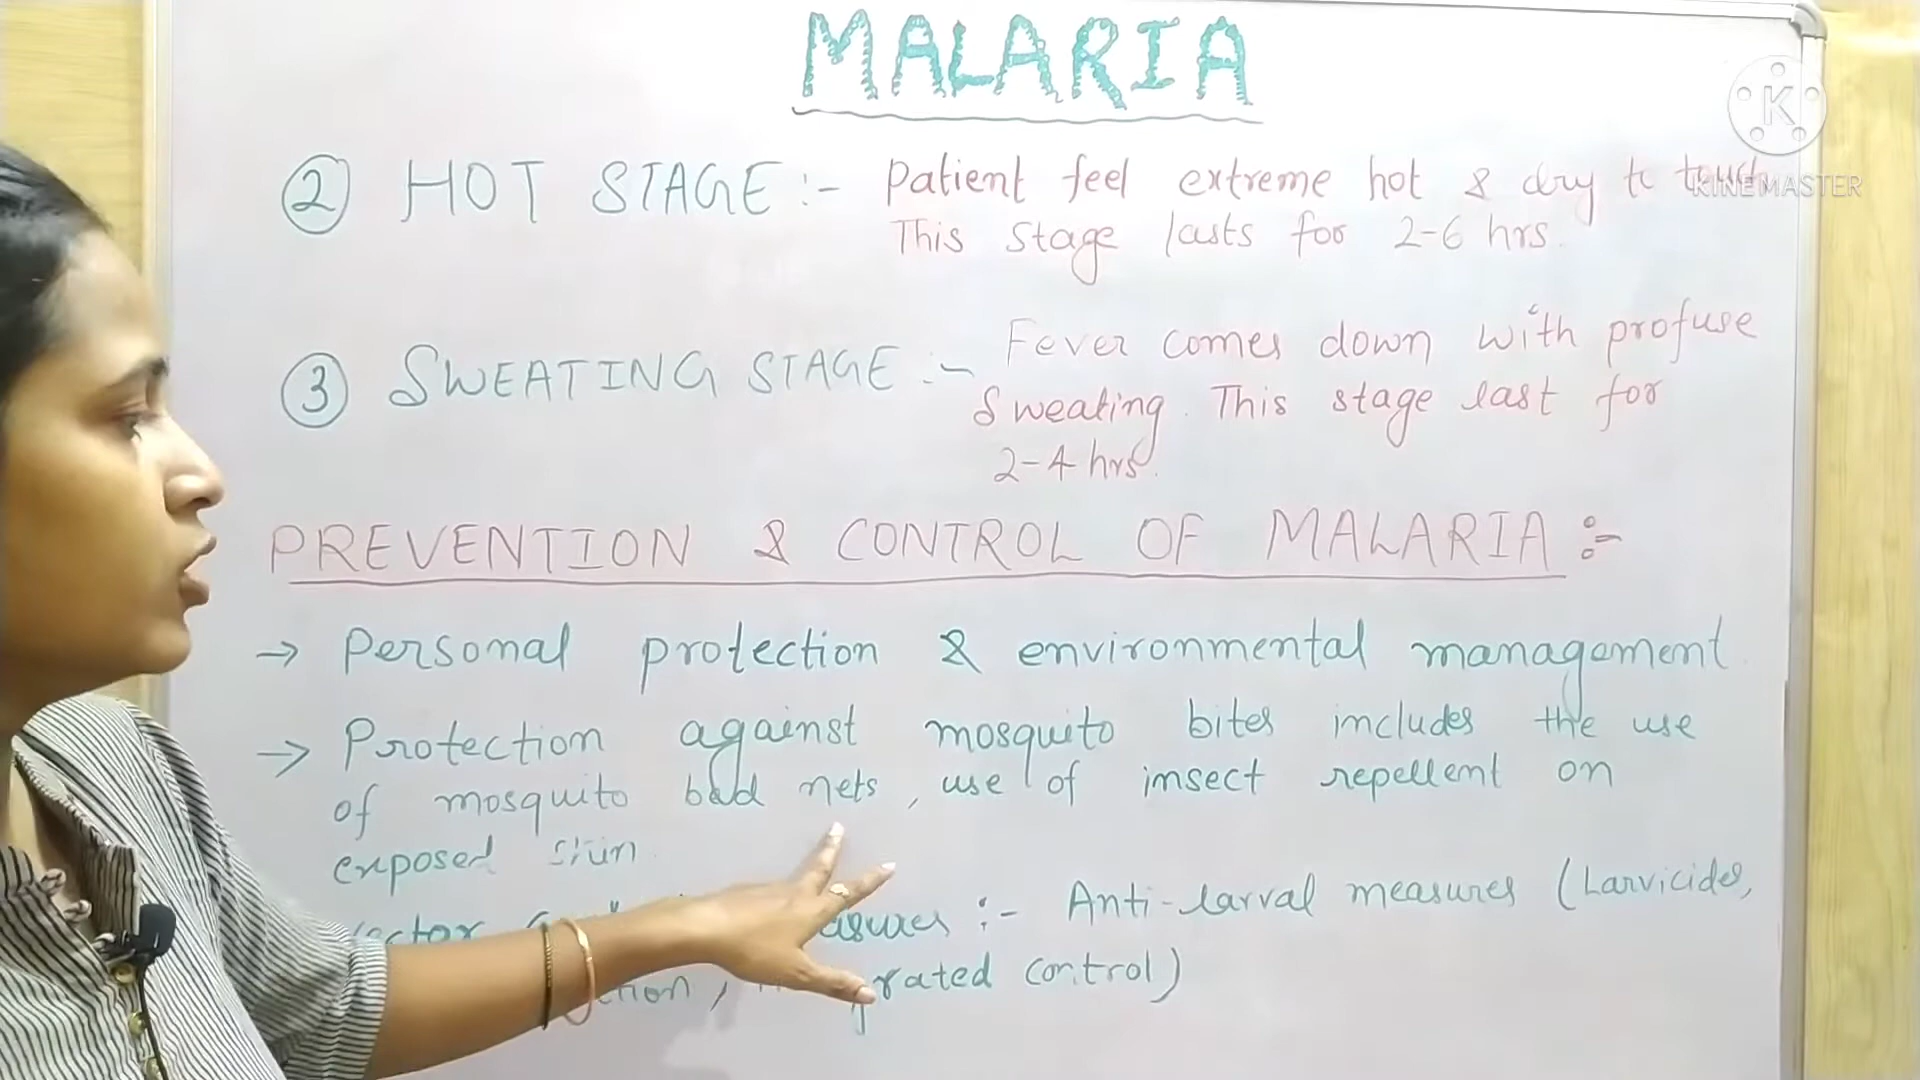 MALARIA
K
KINEMASTER
② HOT STAGE :- Patient feel extreme hot & dry to touch
This stage lasts for 2-6 hrs.
③ SWEATING STAGE :- Fever comes down with profuse
Sweating. This stage last for
2-4 hrs.
PREVENTION & CONTROL OF MALARIA :-
→ Personal protection & environmental management
→ Protection against mosquito bites includes the use
of mosquito bed nets, use of insect repellent on
exposed skin
:- Anti-larval measures (Larvicides,
control)